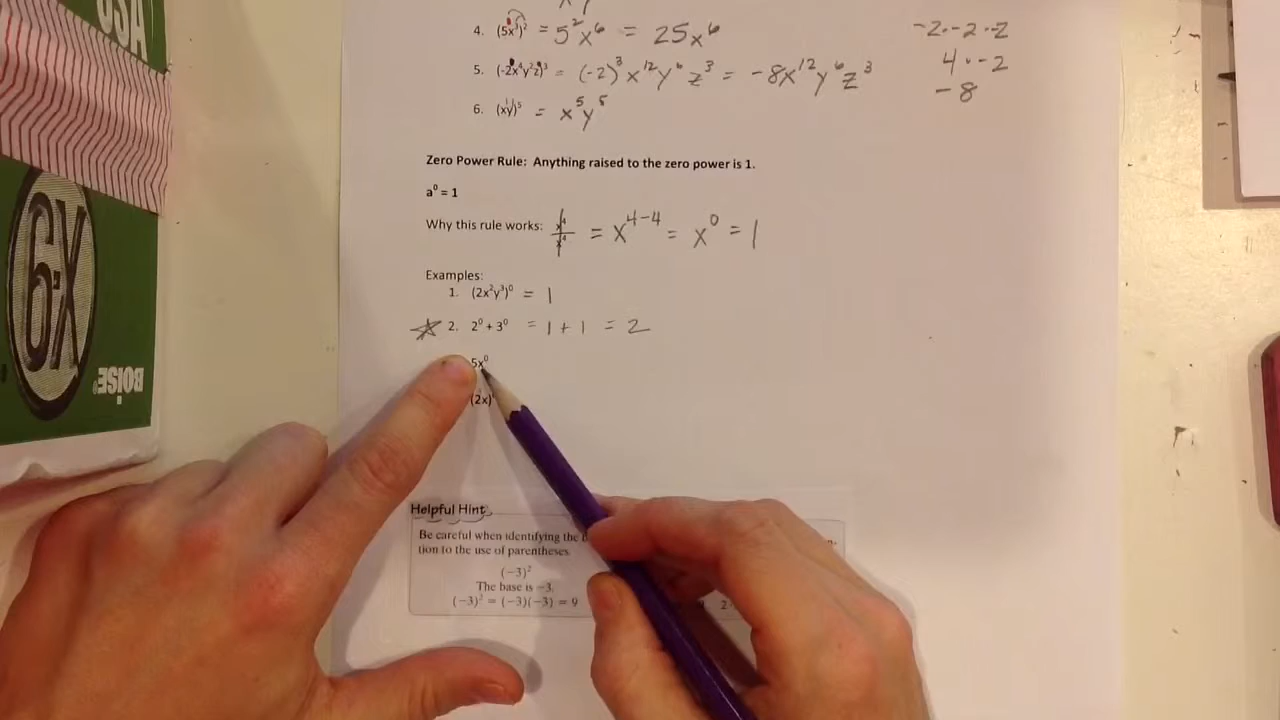 USA
6-X
BOISE®
4. (5x³)² = 5²x⁶ = 25x⁶
-2·-2·-2
5. (-2x⁴y²z)³ = (-2)³x¹²y⁶z³ = -8x¹²y⁶z³
4·-2
-8
6. (xy)⁵ = x⁵y⁵
Zero Power Rule: Anything raised to the zero power is 1.
a⁰ = 1
Why this rule works: x⁴/x⁴ = x⁴⁻⁴ = x⁰ = 1
Examples:
1. (2x²y³)⁰ = 1
2. 2⁰ + 3⁰ = 1 + 1 = 2
5x⁰
(2x)
Helpful Hint
Be careful when identifying the
tion to the use of parentheses.
(−3)²
The base is −3.
(−3)² = (−3)(−3) = 9